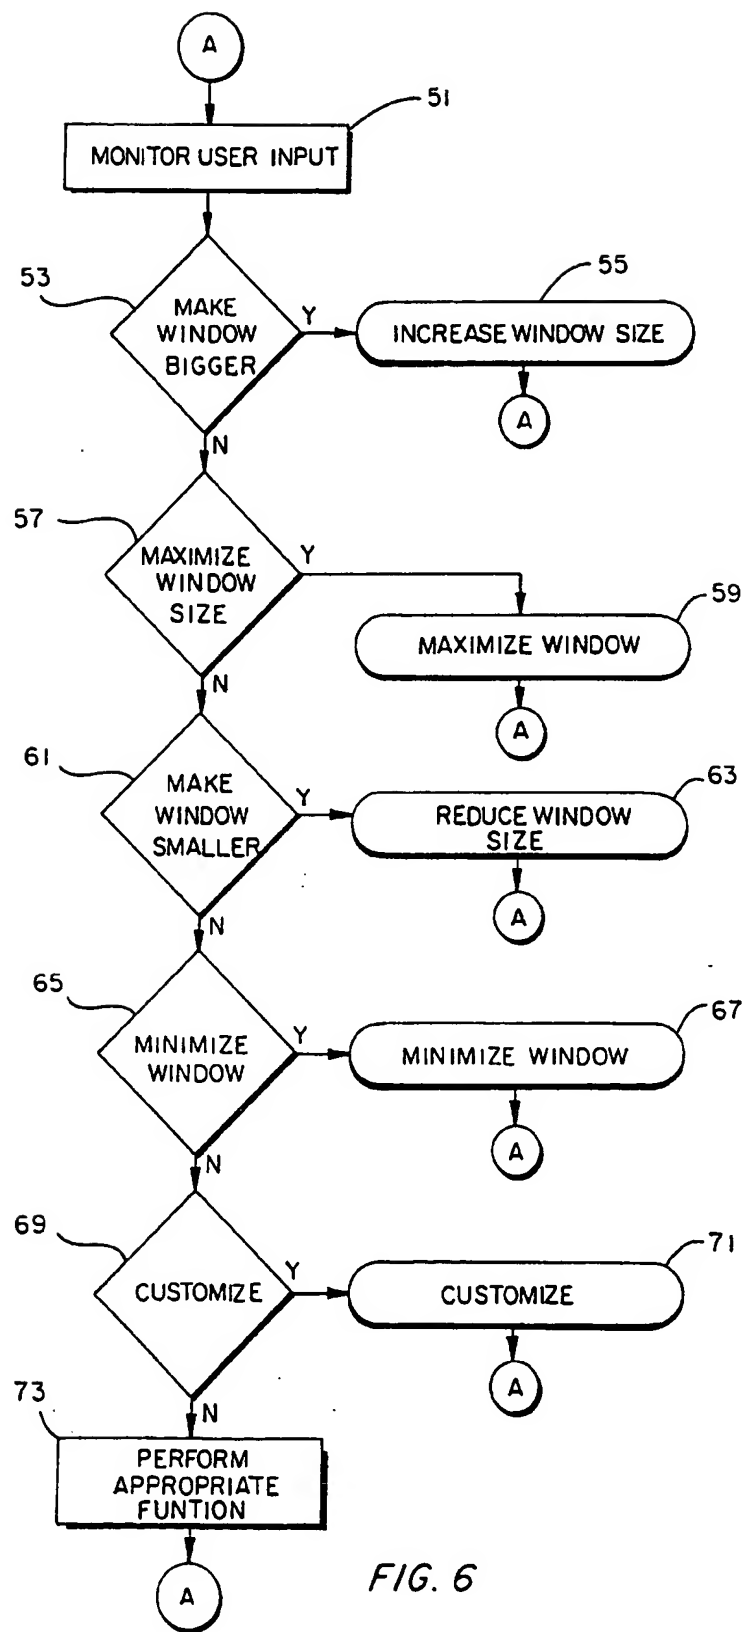 A
51
MONITOR USER INPUT
53
MAKE
WINDOW
BIGGER
Y
55
INCREASE WINDOW SIZE
A
N
57
MAXIMIZE
WINDOW
SIZE
Y
59
MAXIMIZE WINDOW
A
N
61
MAKE
WINDOW
SMALLER
Y
63
REDUCE WINDOW
SIZE
A
N
65
MINIMIZE
WINDOW
Y
67
MINIMIZE WINDOW
A
N
69
CUSTOMIZE
Y
71
CUSTOMIZE
A
N
73
PERFORM
APPROPRIATE
FUNTION
A
FIG. 6